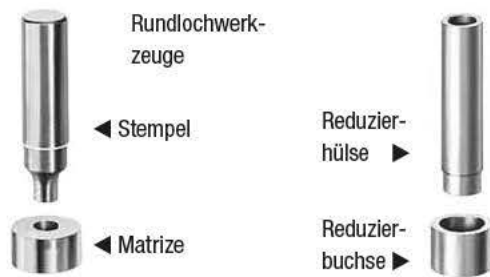 Rundlochwerk-
zeuge
◄ Stempel
◄ Matrize
Reduzier-
hülse ►
Reduzier-
buchse ►